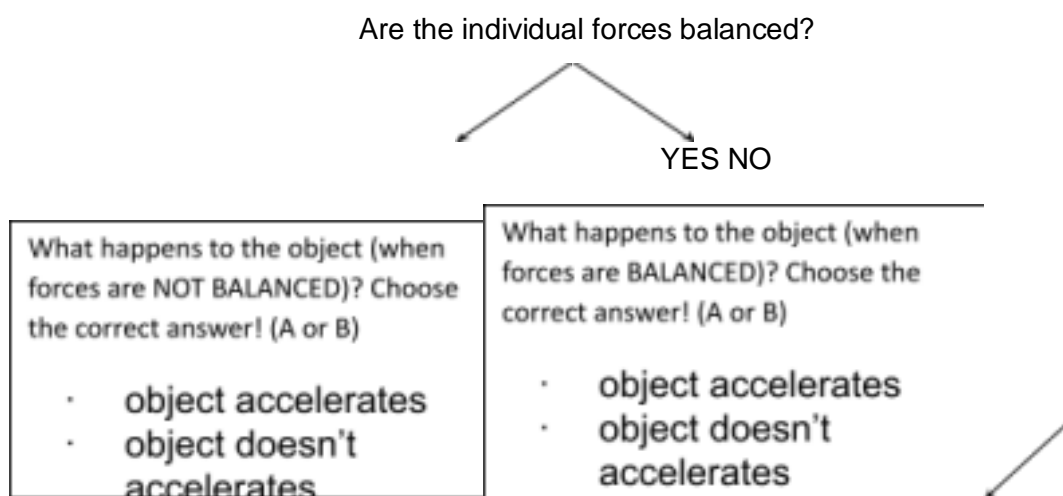 Are the individual forces balanced?
YES NO
What happens to the object (when
forces are NOT BALANCED)? Choose
the correct answer! (A or B)
· object accelerates
· object doesn't
accelerates
What happens to the object (when
forces are BALANCED)? Choose the
correct answer! (A or B)
· object accelerates
· object doesn't
accelerates